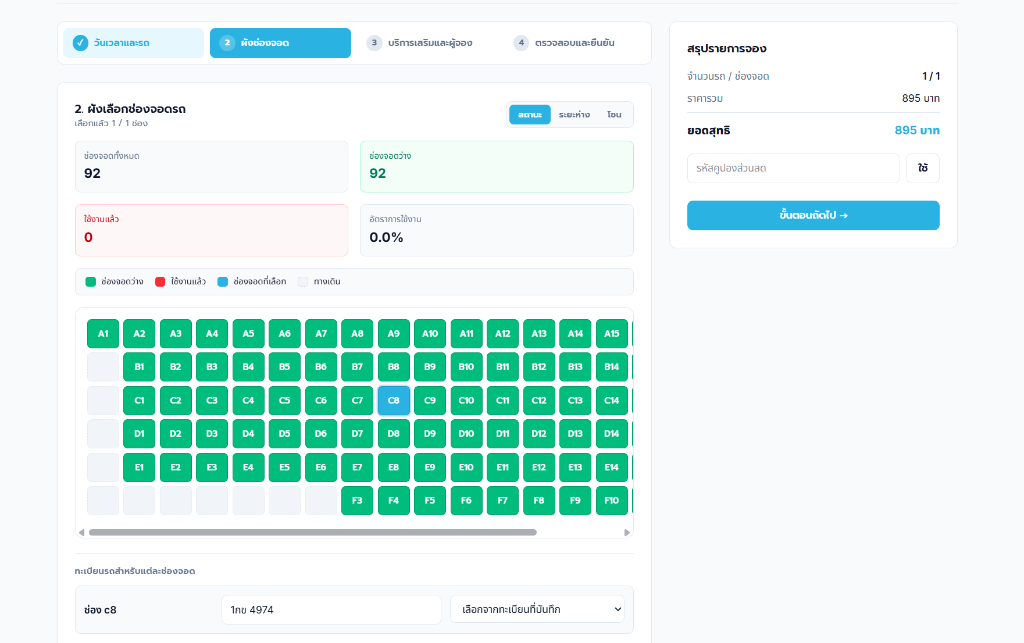 วันเวลาและรถ
2 ผังช่องจอด
3 บริการเสริมและผู้จอง
4 ตรวจสอบและยืนยัน
2. ผังเลือกช่องจอดรถ
เลือกแล้ว 1 / 1 ช่อง
สถานะ ระยะห่าง โซน
ช่องจอดทั้งหมด
92
ช่องจอดว่าง
92
ใช้งานแล้ว
0
อัตราการใช้งาน
0.0%
ช่องจอดว่าง ใช้งานแล้ว ช่องจอดที่เลือก ทางเดิน
A1 A2 A3 A4 A5 A6 A7 A8 A9 A10 A11 A12 A13 A14 A15
B1 B2 B3 B4 B5 B6 B7 B8 B9 B10 B11 B12 B13 B14
C1 C2 C3 C4 C5 C6 C7 C8 C9 C10 C11 C12 C13 C14
D1 D2 D3 D4 D5 D6 D7 D8 D9 D10 D11 D12 D13 D14
E1 E2 E3 E4 E5 E6 E7 E8 E9 E10 E11 E12 E13 E14
F3 F4 F5 F6 F7 F8 F9 F10
ทะเบียนรถสำหรับแต่ละช่องจอด
ช่อง c8
1กข 4974
เลือกจากทะเบียนที่บันทึก
สรุปรายการจอง
จำนวนรถ / ช่องจอด 1 / 1
ราคารวม 895 บาท
ยอดสุทธิ 895 บาท
รหัสคูปองส่วนลด
ใช้
ขั้นตอนถัดไป →